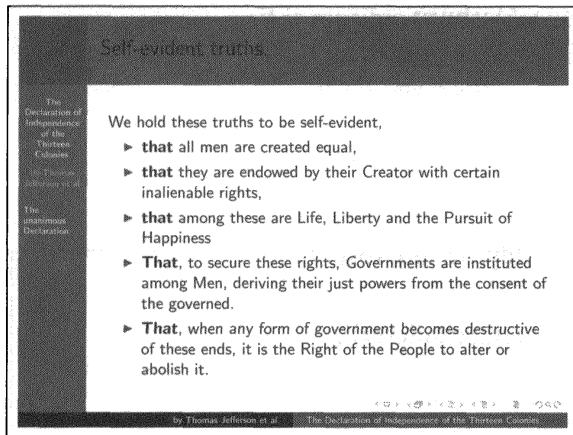 Self-evident truths
The
Declaration of
Independence
of the
Thirteen
Colonies
by Thomas
Jefferson et al.
The
unanimous
Declaration
We hold these truths to be self-evident,
► that all men are created equal,
► that they are endowed by their Creator with certain
inalienable rights,
► that among these are Life, Liberty and the Pursuit of
Happiness
► That, to secure these rights, Governments are instituted
among Men, deriving their just powers from the consent of
the governed.
► That, when any form of government becomes destructive
of these ends, it is the Right of the People to alter or
abolish it.
by Thomas Jefferson et al. The Declaration of Independence of the Thirteen Colonies